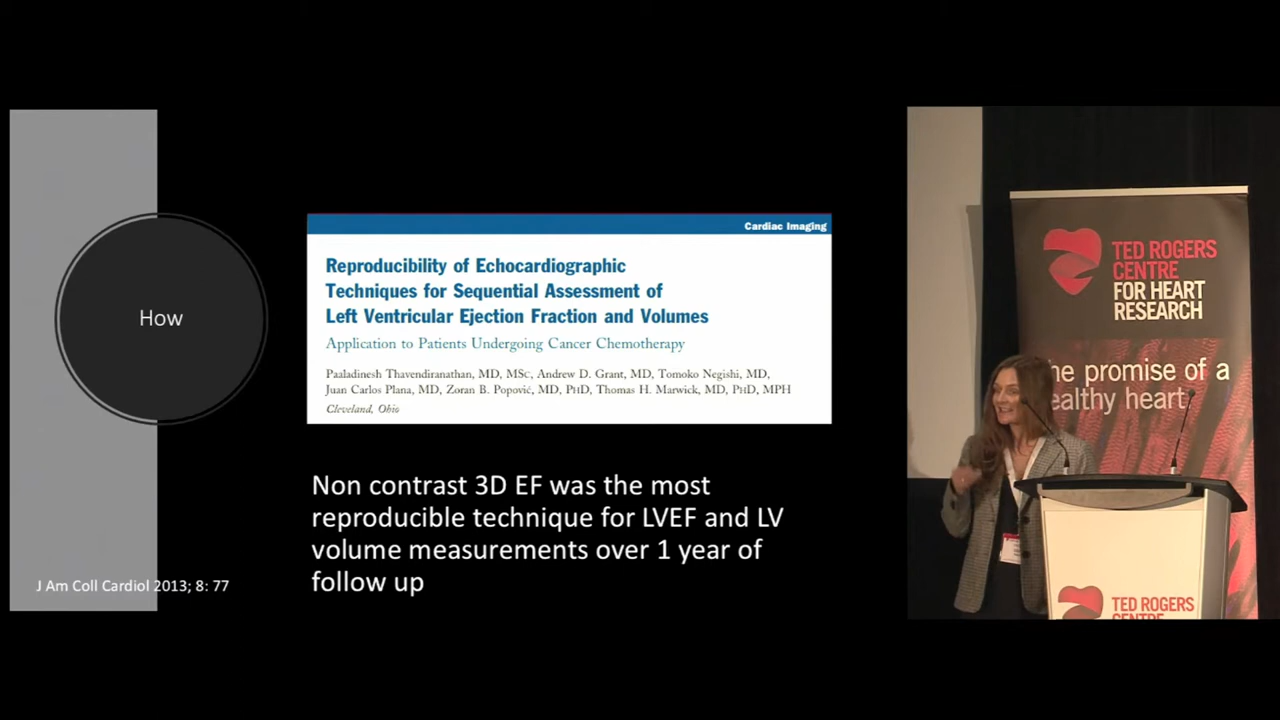 How
J Am Coll Cardiol 2013; 8: 77
Cardiac Imaging
Reproducibility of Echocardiographic
Techniques for Sequential Assessment of
Left Ventricular Ejection Fraction and Volumes
Application to Patients Undergoing Cancer Chemotherapy
Paaladinesh Thavendiranathan, MD, MSc, Andrew D. Grant, MD, Tomoko Negishi, MD,
Juan Carlos Plana, MD, Zoran B. Popović, MD, PhD, Thomas H. Marwick, MD, PhD, MPH
Cleveland, Ohio
Non contrast 3D EF was the most
reproducible technique for LVEF and LV
volume measurements over 1 year of
follow up
TED ROGERS
CENTRE
FOR HEART
RESEARCH
he promise of a
ealthy heart
TED ROGERS
CENTRE